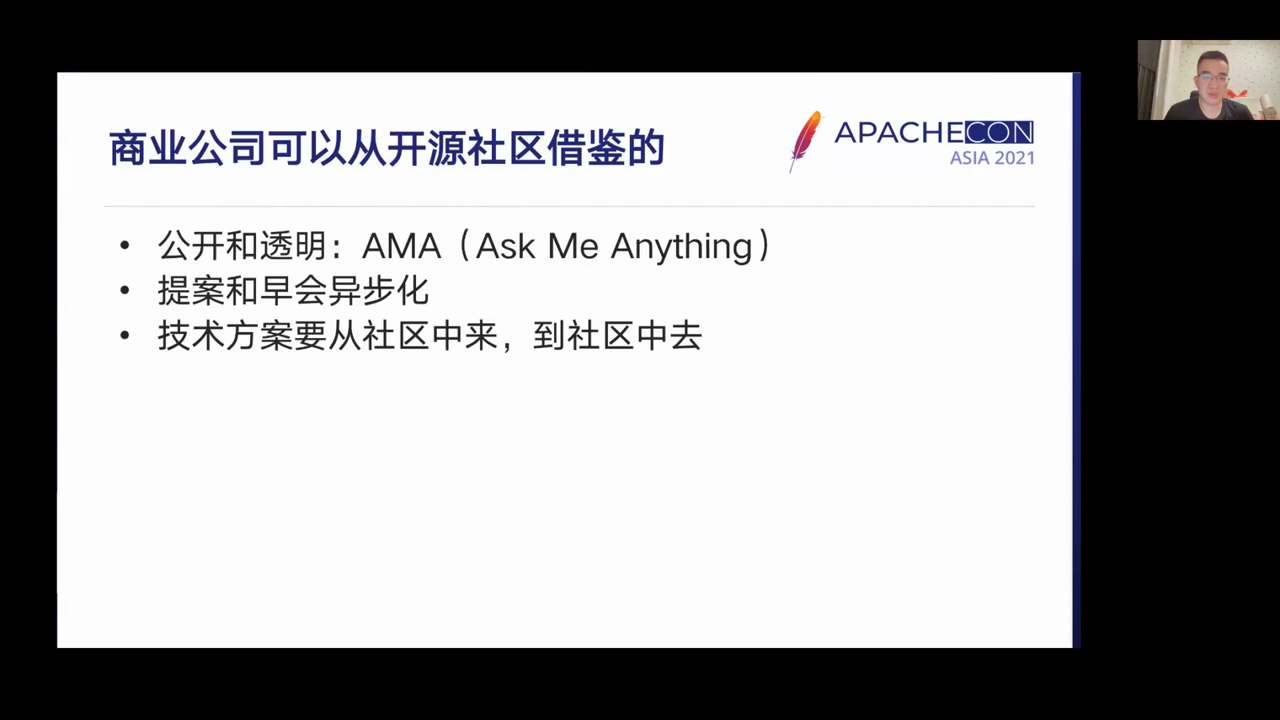 商业公司可以从开源社区借鉴的
APACHECON
ASIA 2021
• 公开和透明：AMA（Ask Me Anything）
• 提案和早会异步化
• 技术方案要从社区中来，到社区中去